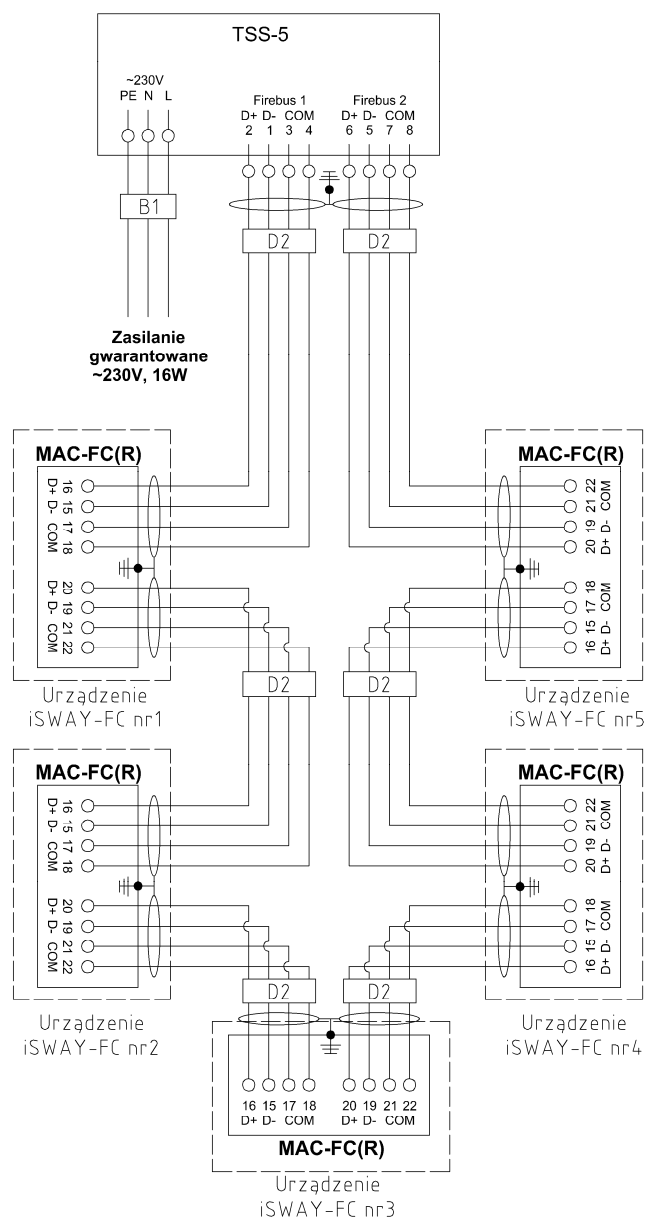 TSS-5
~230V
PE N L
Firebus 1
D+ D- COM
2 1 3 4
Firebus 2
D+ D- COM
6 5 7 8
B1
D2
D2
Zasilanie
gwarantowane
~230V, 16W
MAC-FC(R)
D+ 16
D- 15
COM 17
18
D+ 20
D- 19
COM 21
22
Urządzenie
iSWAY-FC nr1
MAC-FC(R)
22 COM
21
19 D-
20 D+
18 COM
17
15 D-
16 D+
Urządzenie
iSWAY-FC nr5
D2
D2
MAC-FC(R)
D+ 16
D- 15
COM 17
18
D+ 20
D- 19
COM 21
22
Urządzenie
iSWAY-FC nr2
MAC-FC(R)
22 COM
21
19 D-
20 D+
18 COM
17
15 D-
16 D+
Urządzenie
iSWAY-FC nr4
D2
D2
16 15 17 18
D+ D- COM
20 19 21 22
D+ D- COM
MAC-FC(R)
Urządzenie
iSWAY-FC nr3